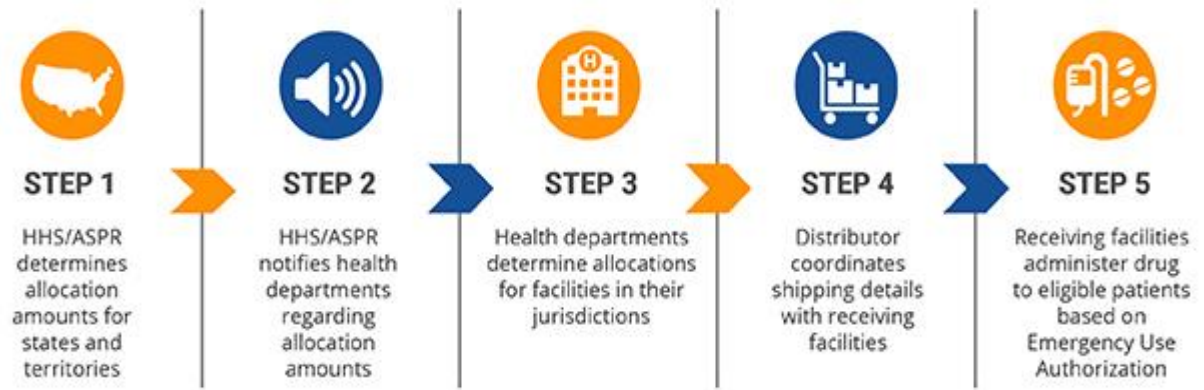 H
STEP 1
HHS/ASPR
determines
allocation
amounts for
states and
territories
STEP 2
HHS/ASPR
notifies health
departments
regarding
allocation
amounts
STEP 3
Health departments
determine allocations
for facilities in their
jurisdictions
STEP 4
Distributor
coordinates
shipping details
with receiving
facilities
STEP 5
Receiving facilities
administer drug
to eligible patients
based on
Emergency Use
Authorization